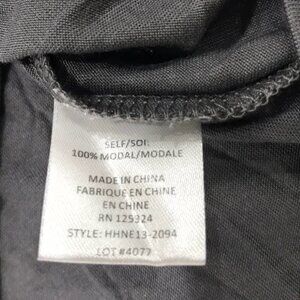 SELF/SOI:
100% MODAL/MODALE
MADE IN CHINA
FABRIQUE EN CHINE
EN CHINE
RN 125324
STYLE: HHNE13-2094
LOT #4077